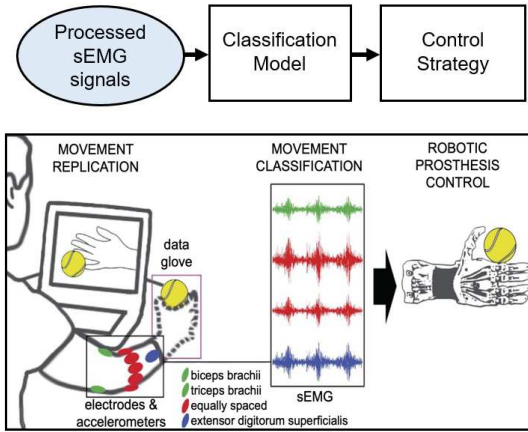 Processed
sEMG
signals
Classification
Model
Control
Strategy
MOVEMENT
REPLICATION
MOVEMENT
CLASSIFICATION
ROBOTIC
PROSTHESIS
CONTROL
data
glove
biceps brachii
triceps brachii
equally spaced
extensor digitorum superficialis
electrodes &
accelerometers
sEMG